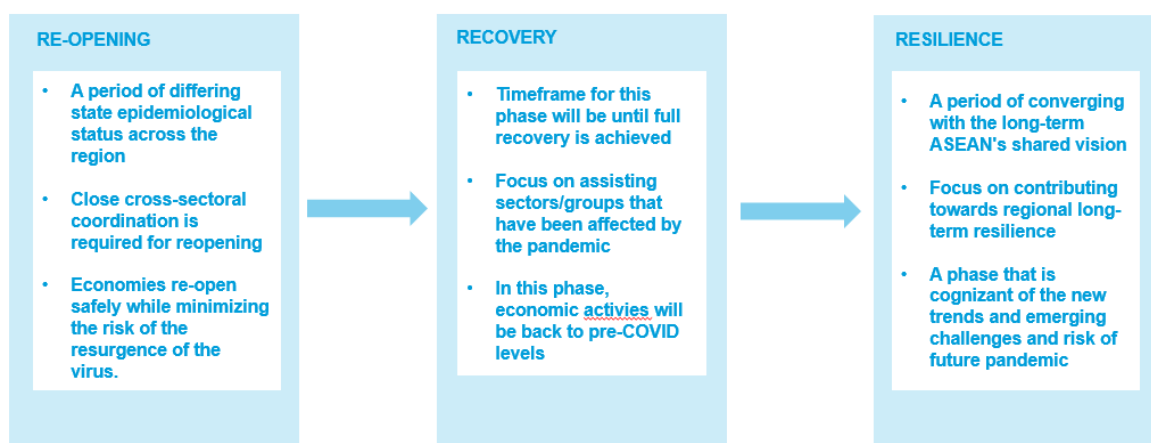 RE-OPENING
• A period of differing
state epidemiological
status across the
region
• Close cross-sectoral
coordination is
required for reopening
• Economies re-open
safely while minimizing
the risk of the
resurgence of the
virus.
RECOVERY
• Timeframe for this
phase will be until full
recovery is achieved
• Focus on assisting
sectors/groups that
have been affected by
the pandemic
• In this phase,
economic activies will
be back to pre-COVID
levels
RESILIENCE
• A period of converging
with the long-term
ASEAN's shared vision
• Focus on contributing
towards regional long-
term resilience
• A phase that is
cognizant of the new
trends and emerging
challenges and risk of
future pandemic